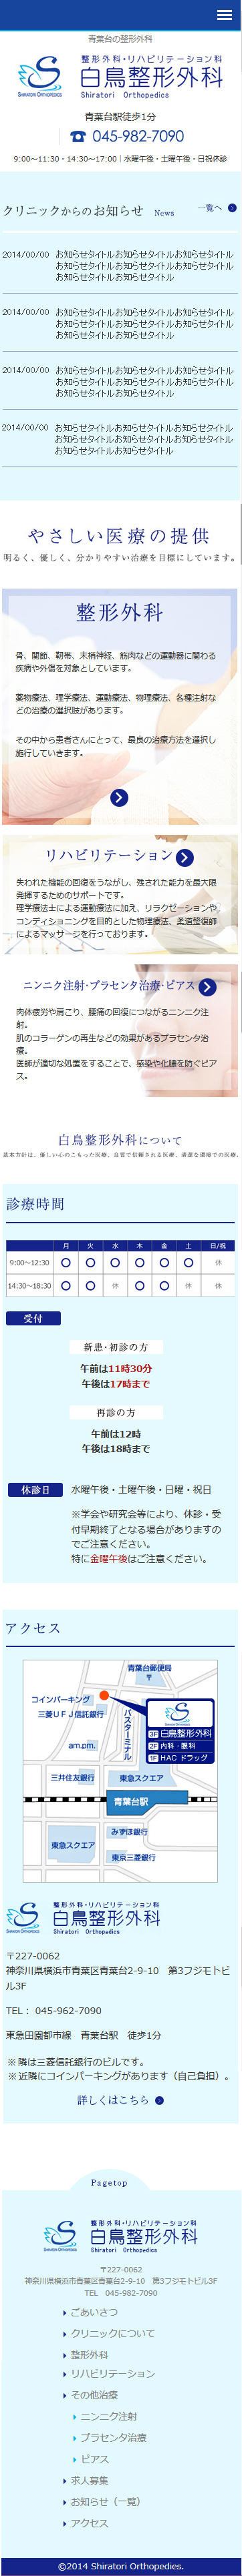 青葉台の整形外科
整形外科・リハビリテーション科
白鳥整形外科
Shiratori Orthopedics
SHIRATORI ORTHOPEDICS
青葉台駅徒歩1分
☎ 045-982-7090
9:00～11:30・14:30～17:00｜水曜午後・土曜午後・日祝休診
クリニックからのお知らせ News 一覧へ
2014/00/00 お知らせタイトルお知らせタイトルお知らせタイトル
お知らせタイトルお知らせタイトルお知らせタイトル
お知らせタイトルお知らせタイトル
2014/00/00 お知らせタイトルお知らせタイトルお知らせタイトル
お知らせタイトルお知らせタイトルお知らせタイトル
お知らせタイトルお知らせタイトル
2014/00/00 お知らせタイトルお知らせタイトルお知らせタイトル
お知らせタイトルお知らせタイトルお知らせタイトル
お知らせタイトルお知らせタイトル
2014/00/00 お知らせタイトルお知らせタイトルお知らせタイトル
お知らせタイトルお知らせタイトルお知らせタイトル
お知らせタイトルお知らせタイトル
やさしい医療の提供
明るく、優しく、分かりやすい治療を目標にしています。
整形外科
骨、関節、靭帯、末梢神経、筋肉などの運動器に関わる
疾病や外傷を対象としています。
薬物療法、理学療法、運動療法、物理療法、各種注射な
どの治療の選択肢があります。
その中から患者さんにとって、最良の治療方法を選択し
施行していきます。
リハビリテーション
失われた機能の回復をうながし、残された能力を最大限
発揮するためのサポートです。
理学療法士による運動療法に加え、リラクゼーションや
コンディショニングを目的とした物理療法、柔道整復師
によるマッサージを行っております。
ニンニク注射･プラセンタ治療･ピアス
肉体疲労や肩こり、腰痛の回復につながるニンニク注
射。
肌のコラーゲンの再生などの効果があるプラセンタ治
療。
医師が適切な処置をすることで、感染や化膿を防ぐピア
ス。
白鳥整形外科について
基本方針は、優しい心のこもった医療、良質で信頼される医療、清潔な環境での医療。
診療時間
月 火 水 木 金 土 日/祝
9:00～12:30 〇 〇 〇 〇 〇 〇 休
14:30～18:30 〇 〇 休 〇 〇 休 休
受付
新患・初診の方
午前は11時30分
午後は17時まで
再診の方
午前は12時
午後は18時まで
休診日 水曜午後・土曜午後・日曜・祝日
※学会や研究会等により、休診・受
付早期終了となる場合がありますの
でご注意ください。
特に金曜午後はご注意ください。
アクセス
青葉台郵便局
〒
コインパーキング
三菱ＵＦＪ信託銀行
バスターミナル
白鳥整形外科
3F 白鳥整形外科
2F 内科・眼科
1F HAC ドラッグ
am.pm.
三井住友銀行
東急スクエア
青葉台駅
みずほ銀行
東急スクエア
東京三菱銀行
整形外科・リハビリテーション科
白鳥整形外科
Shiratori Orthopedics
SHIRATORI ORTHOPEDICS
〒227-0062
神奈川県横浜市青葉区青葉台2-9-10 第3フジモトビ
ル3F
TEL： 045-962-7090
東急田園都市線 青葉台駅 徒歩1分
※ 隣は三菱信託銀行のビルです。
※ 近隣にコインパーキングがあります（自己負担）。
詳しくはこちら
Pagetop
整形外科・リハビリテーション科
白鳥整形外科
Shiratori Orthopedics
SHIRATORI ORTHOPEDICS
〒227-0062
神奈川県横浜市青葉区青葉台2-9-10 第3フジモトビル3F
TEL 045-982-7090
ごあいさつ
クリニックについて
整形外科
リハビリテーション
その他治療
ニンニク注射
プラセンタ治療
ピアス
求人募集
お知らせ（一覧）
アクセス
©2014 Shiratori Orthopedies.